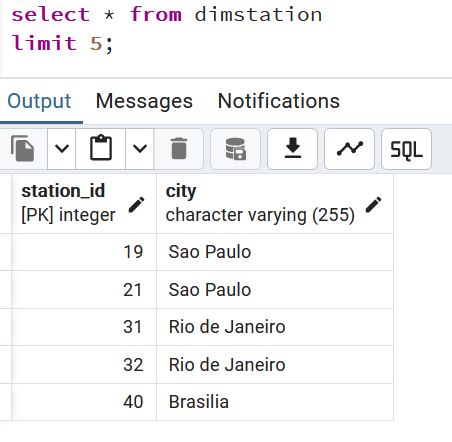 select * from dimstation
limit 5;
Output Messages Notifications
SQL
station_id city
[PK] integer character varying (255)
19 Sao Paulo
21 Sao Paulo
31 Rio de Janeiro
32 Rio de Janeiro
40 Brasilia